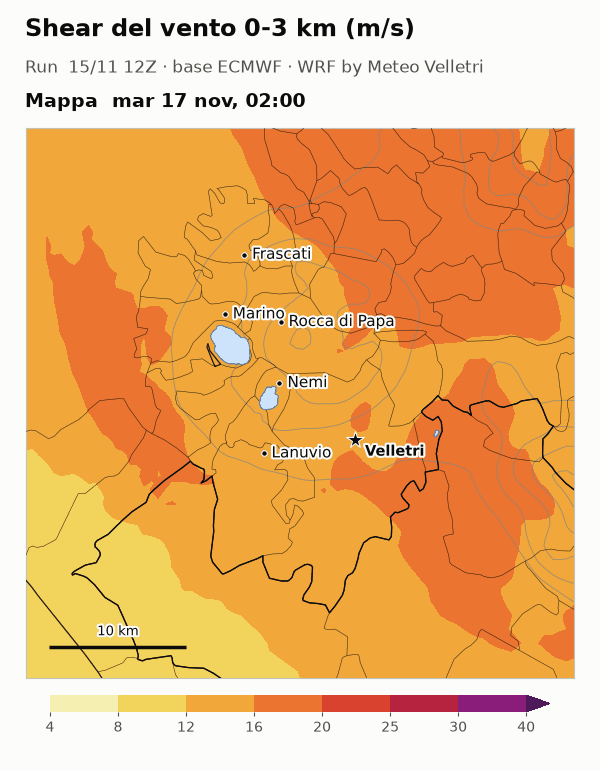 Shear del vento 0-3 km (m/s)
Run  15/11 12Z · base ECMWF · WRF by Meteo Velletri
Mappa  mar 17 nov, 02:00
Frascati
Marino
Rocca di Papa
Nemi
Lanuvio
Velletri
10 km
4 8 12 16 20 25 30 40